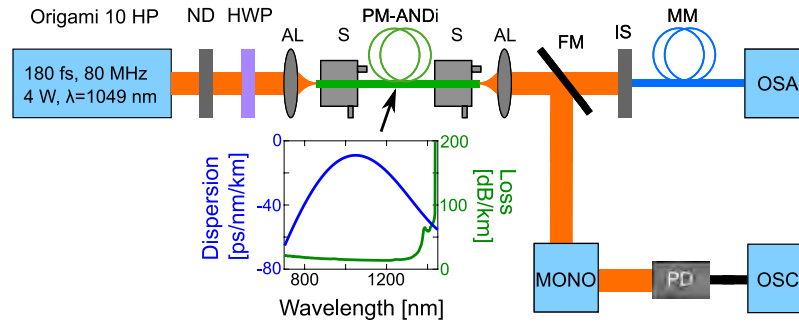 Origami 10 HP
ND
HWP
AL
S
PM-ANDi
S
AL
FM
IS
MM
180 fs, 80 MHz
4 W, λ=1049 nm
OSA
0
-40
-80
Dispersion
[ps/nm/km]
200
100
0
Loss
[dB/km]
800
1200
Wavelength [nm]
MONO
PD
OSC